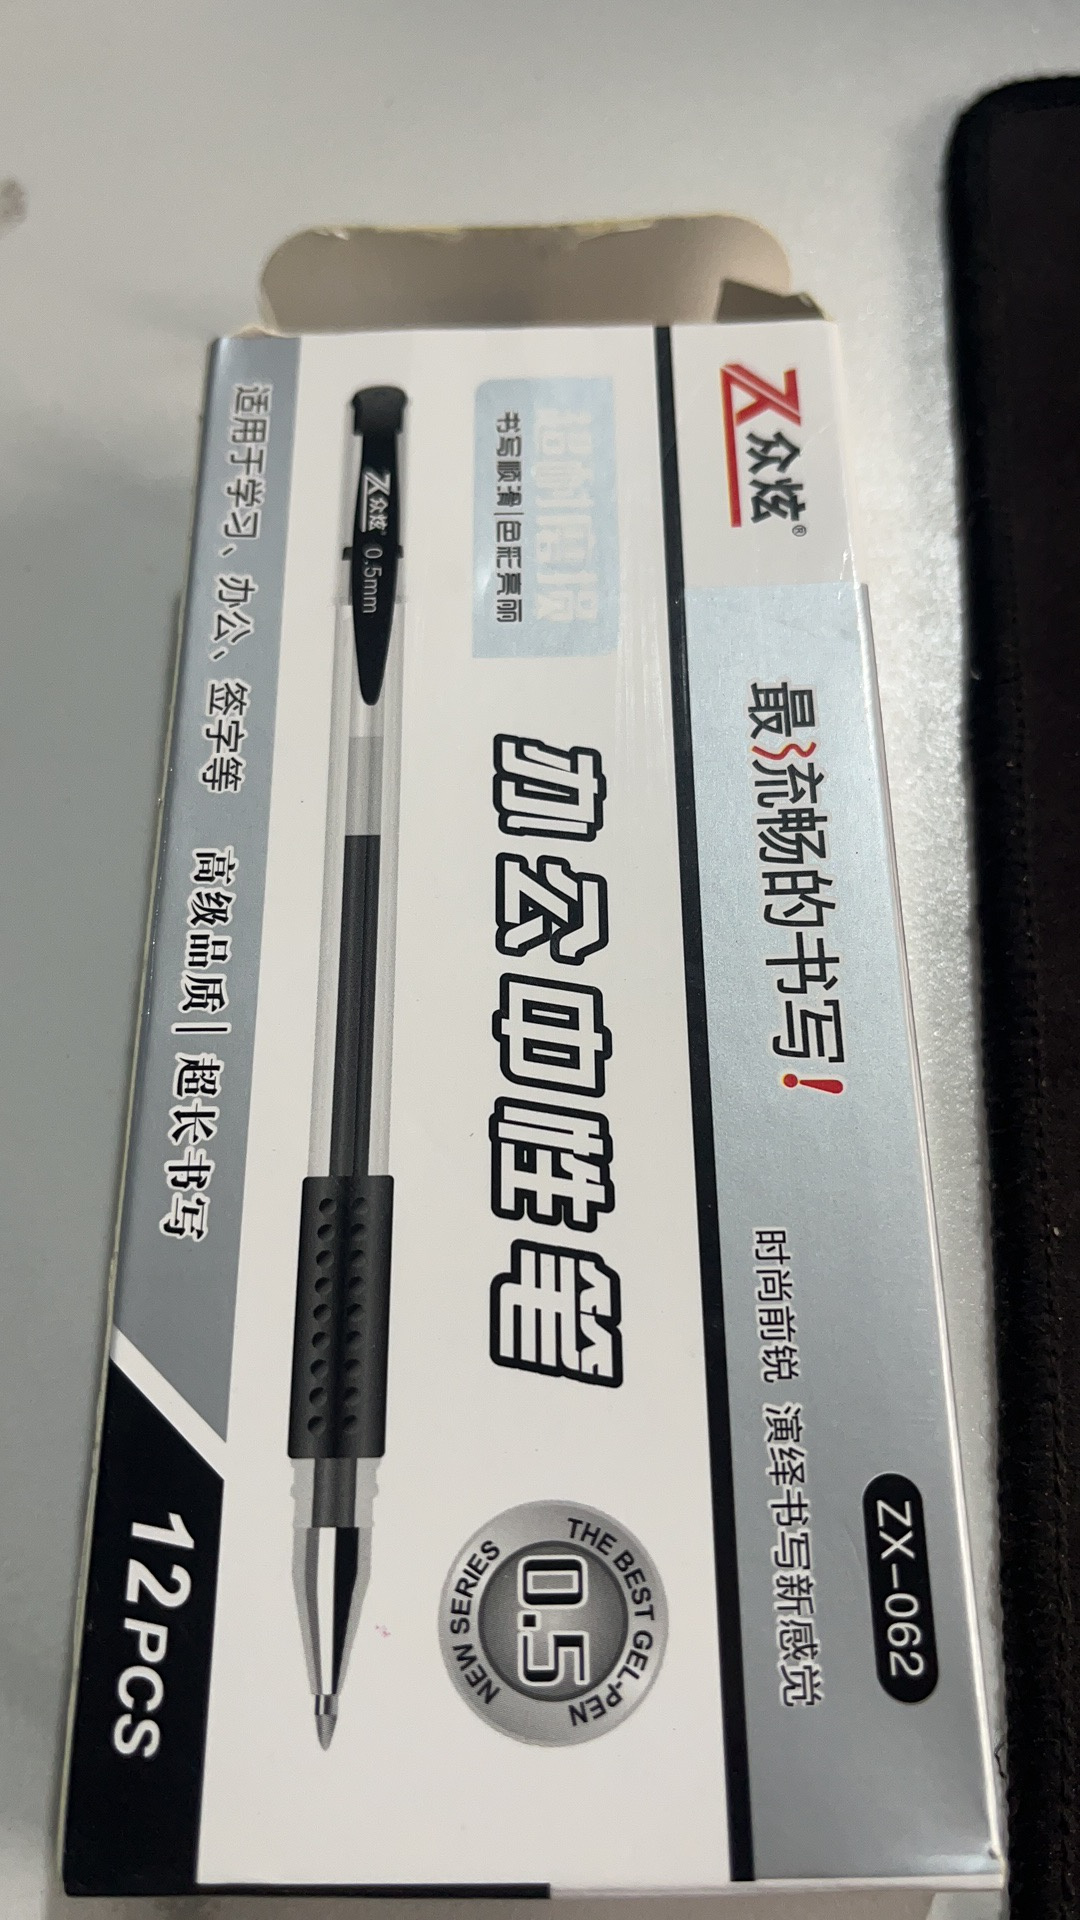 众炫®
最流畅的书写!
时尚前锐 演绎书写新感觉
ZX-062
书写顺滑|色彩亮丽
办公中性笔
THE BEST GEL-PEN
0.5
NEW SERIES
众炫 0.5mm
适用于学习、办公、签字等 高级品质|超长书写
12PCS